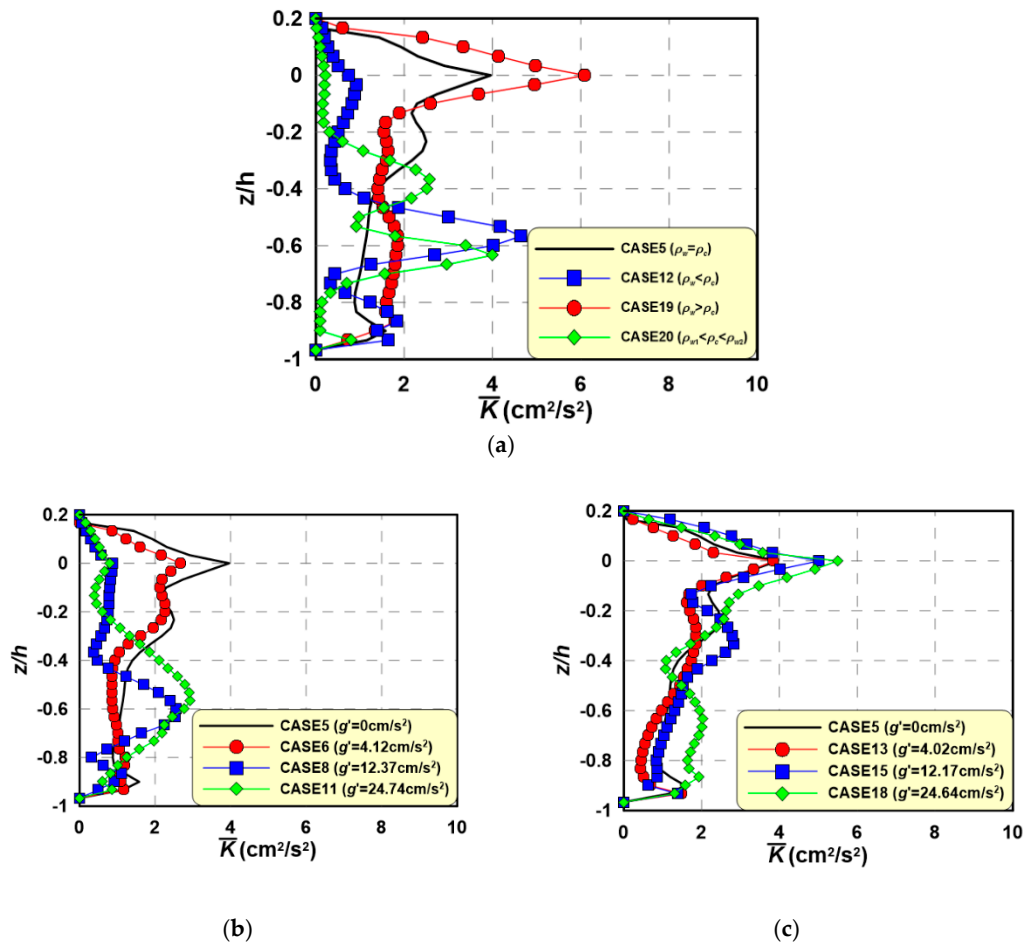 0.2
0
-0.2
-0.4
-0.6
-0.8
-1
z/h
CASE5 (ρw=ρc)
CASE12 (ρw<ρc)
CASE19 (ρw>ρc)
CASE20 (ρw1<ρc<ρw2)
0 2 4 6 8 10
K̅ (cm²/s²)
(a)
0.2
0
-0.2
-0.4
-0.6
-0.8
-1
z/h
CASE5 (g'=0cm/s²)
CASE6 (g'=4.12cm/s²)
CASE8 (g'=12.37cm/s²)
CASE11 (g'=24.74cm/s²)
0 2 4 6 8 10
K̅ (cm²/s²)
(b)
0.2
0
-0.2
-0.4
-0.6
-0.8
-1
z/h
CASE5 (g'=0cm/s²)
CASE13 (g'=4.02cm/s²)
CASE15 (g'=12.17cm/s²)
CASE18 (g'=24.64cm/s²)
0 2 4 6 8 10
K̅ (cm²/s²)
(c)